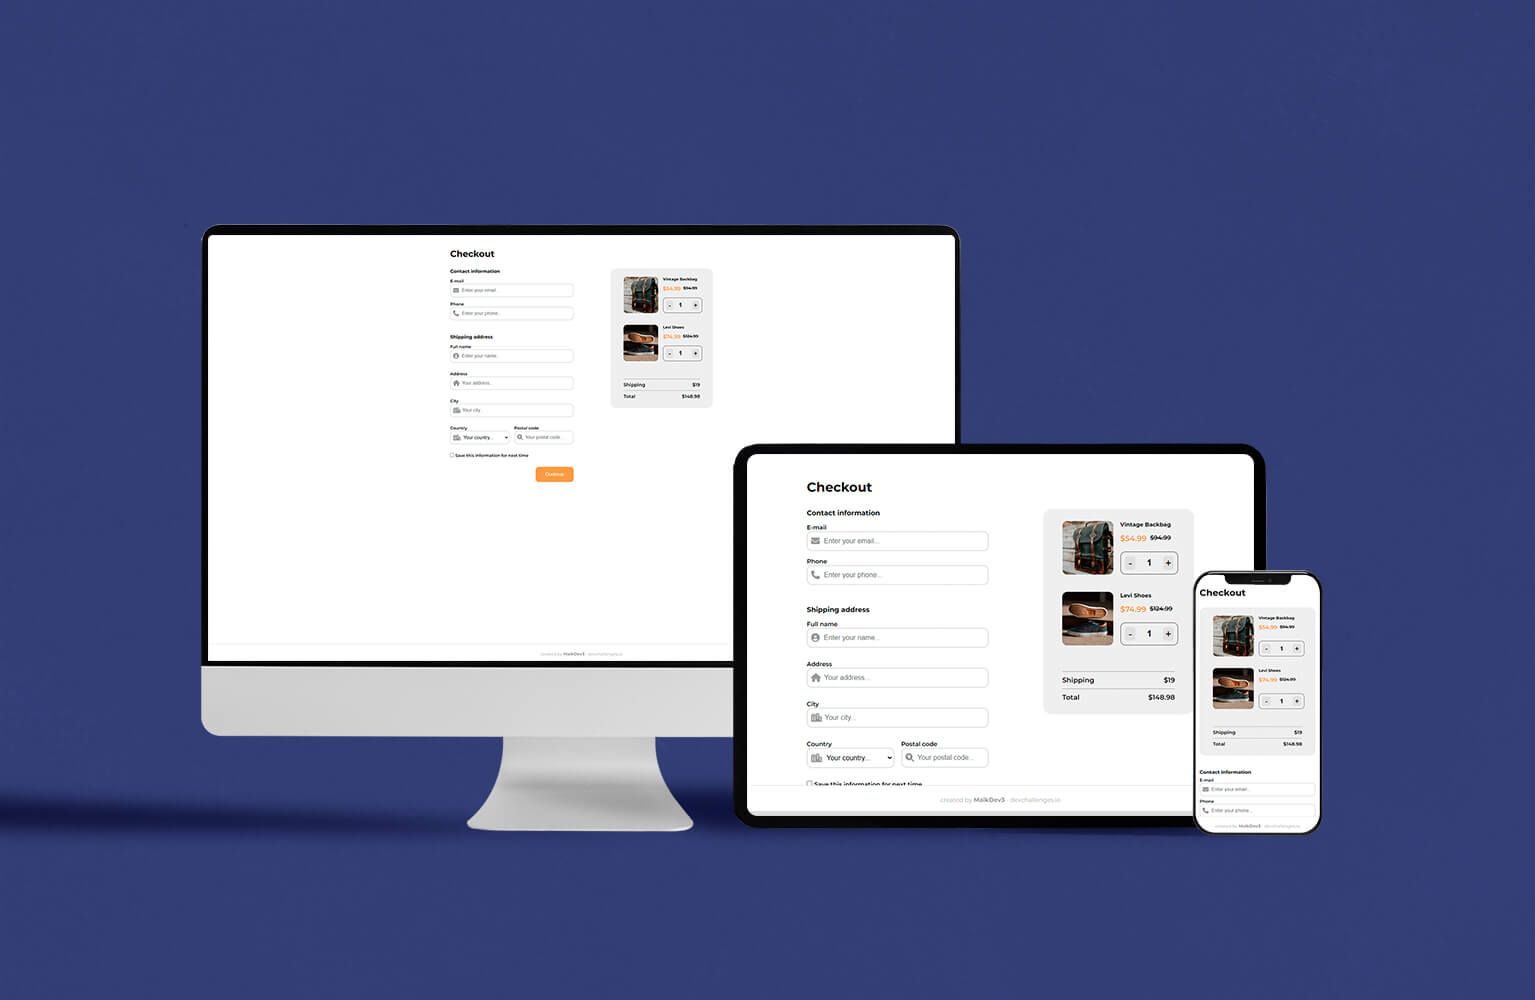 Checkout
Contact information
E-mail
Enter your email...
Phone
Enter your phone...
Shipping address
Full name
Enter your name...
Address
Your address...
City
Your city...
Country
Postal code
Your country...
Your postal code...
Save this information for next time
Continue
Vintage Backbag
$54.99 $94.99
- 1 +
Levi Shoes
$74.99 $124.99
- 1 +
Shipping $19
Total $148.98
created by MaikDev3 - devchallenges.io
Checkout
Contact information
E-mail
Enter your email...
Phone
Enter your phone...
Shipping address
Full name
Enter your name...
Address
Your address...
City
Your city...
Country
Postal code
Your country...
Your postal code...
Save this information for next time
Vintage Backbag
$54.99 $94.99
- 1 +
Levi Shoes
$74.99 $124.99
- 1 +
Shipping $19
Total $148.98
created by MaikDev3 - devchallenges.io
Checkout
Vintage Backbag
$54.99 $94.99
- 1 +
Levi Shoes
$74.99 $124.99
- 1 +
Shipping $19
Total $148.98
Contact information
E-mail
Enter your email...
Phone
Enter your phone...
created by MaikDev3 - devchallenges.io